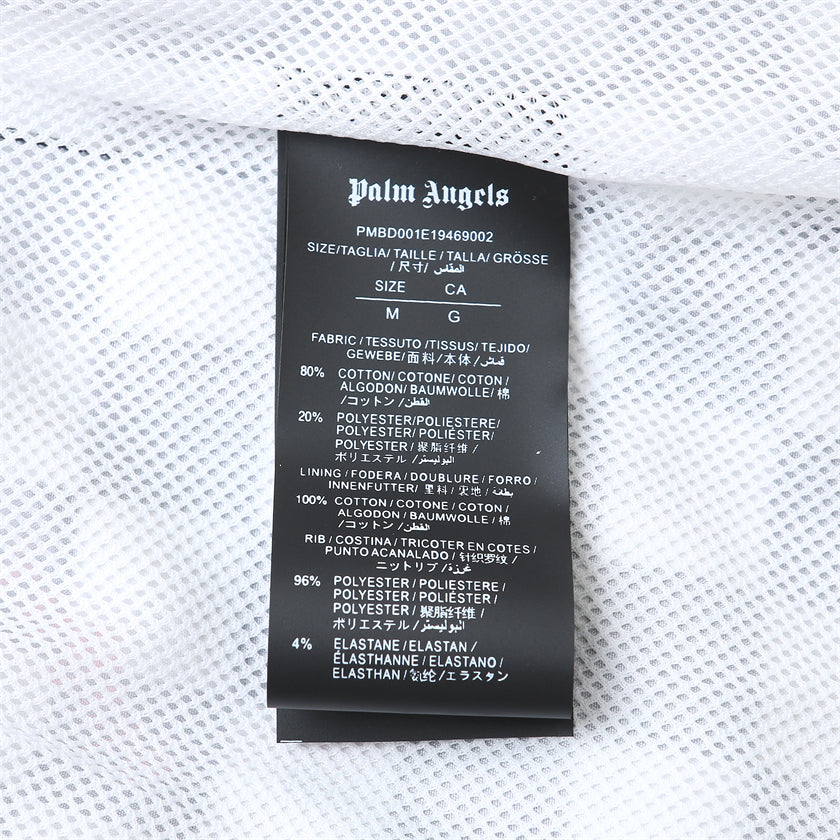 Palm Angels
PMBD001E19469002
SIZE/TAGLIA/TAILLE/TALLA/GRÖSSE
/尺寸/ المقاس
SIZE CA
M G
FABRIC/TESSUTO/TISSUS/TEJIDO/
GEWEBE/面料/本体/قماش
80% COTTON/COTONE/COTON/
ALGODON/BAUMWOLLE/棉
/コットン/القطن
20% POLYESTER/POLIESTERE/
POLYESTER/POLIÉSTER/
POLYESTER/聚脂纤维/
ポリエステル/البوليستر
LINING/FODERA/DOUBLURE/FORRO/
INNENFUTTER/里料/裏地/بطانة
100% COTTON/COTONE/COTON/
ALGODON/BAUMWOLLE/棉
/コットン/القطن
RIB/COSTINA/TRICOTER EN COTES/
PUNTO ACANALADO/针织罗纹/
ニットリブ/
96% POLYESTER/POLIESTERE/
POLYESTER/POLIÉSTER/
POLYESTER/聚脂纤维/
ポリエステル/البوليستر
4% ELASTANE/ELASTAN/
ÉLASTHANNE/ELASTANO/
ELASTHAN/氨纶/エラスタン